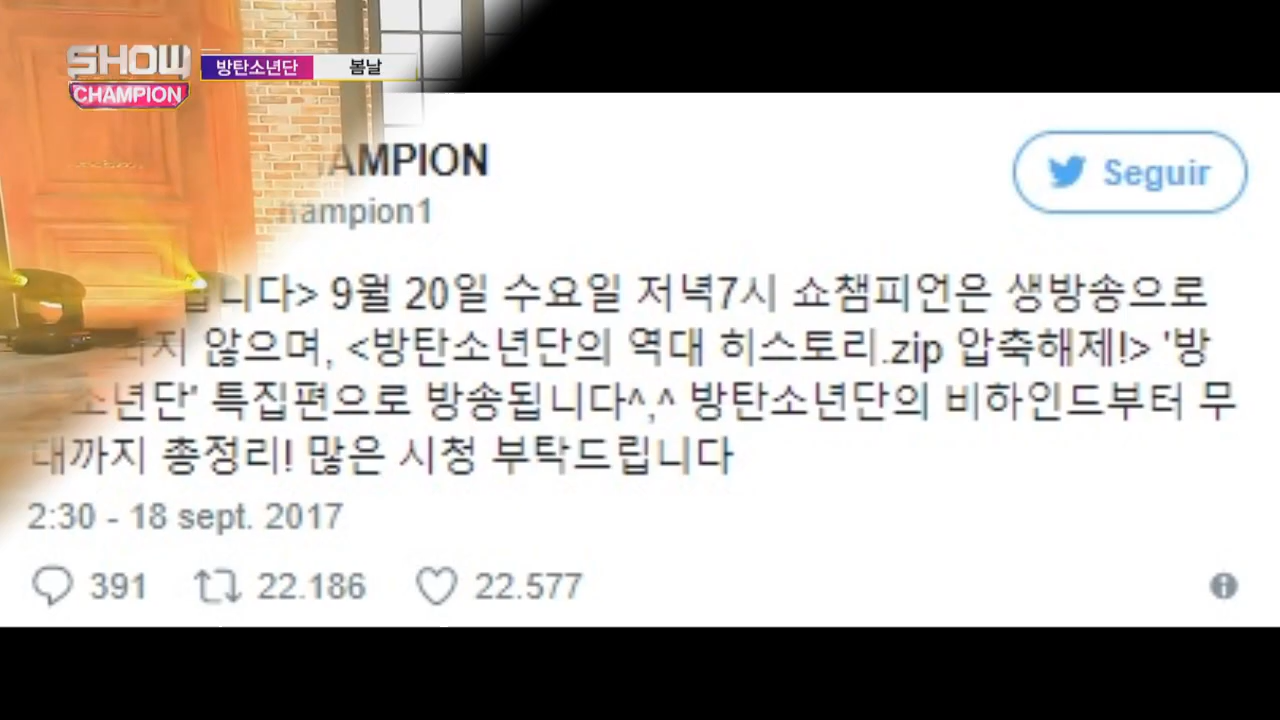 SHOW
CHAMPION
방탄소년단 봄날
AMPION
ampion1
Seguir
니다> 9월 20일 수요일 저녁7시 쇼챔피언은 생방송으로
지 않으며, <방탄소년단의 역대 히스토리.zip 압축해제!> '방
소년단' 특집편으로 방송됩니다^,^ 방탄소년단의 비하인드부터 무
대까지 총정리! 많은 시청 부탁드립니다
2:30 - 18 sept. 2017
391 22.186 22.577